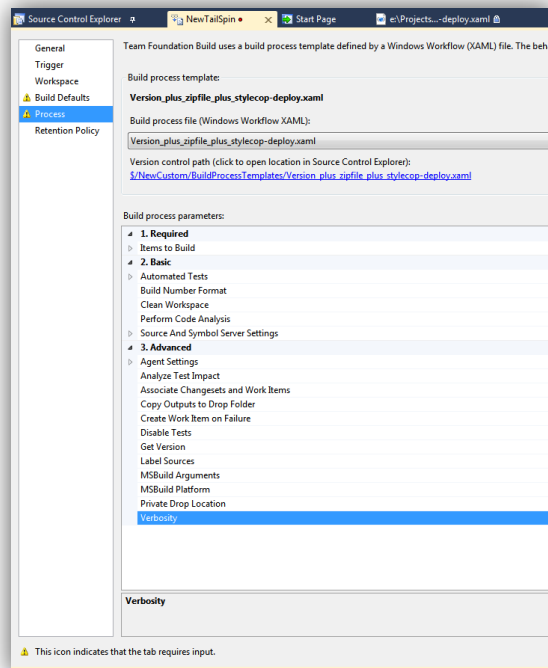 Source Control Explorer
NewTailSpin
Start Page
e:\Projects...-deploy.xaml
General
Trigger
Workspace
Build Defaults
Process
Retention Policy
Team Foundation Build uses a build process template defined by a Windows Workflow (XAML) file. The beh
Build process template:
Version_plus_zipfile_plus_stylecop-deploy.xaml
Build process file (Windows Workflow XAML):
Version_plus_zipfile_plus_stylecop-deploy.xaml
Version control path (click to open location in Source Control Explorer):
$/NewCustom/BuildProcessTemplates/Version_plus_zipfile_plus_stylecop-deploy.xaml
Build process parameters:
1. Required
Items to Build
2. Basic
Automated Tests
Build Number Format
Clean Workspace
Perform Code Analysis
Source And Symbol Server Settings
3. Advanced
Agent Settings
Analyze Test Impact
Associate Changesets and Work Items
Copy Outputs to Drop Folder
Create Work Item on Failure
Disable Tests
Get Version
Label Sources
MSBuild Arguments
MSBuild Platform
Private Drop Location
Verbosity
Verbosity
This icon indicates that the tab requires input.